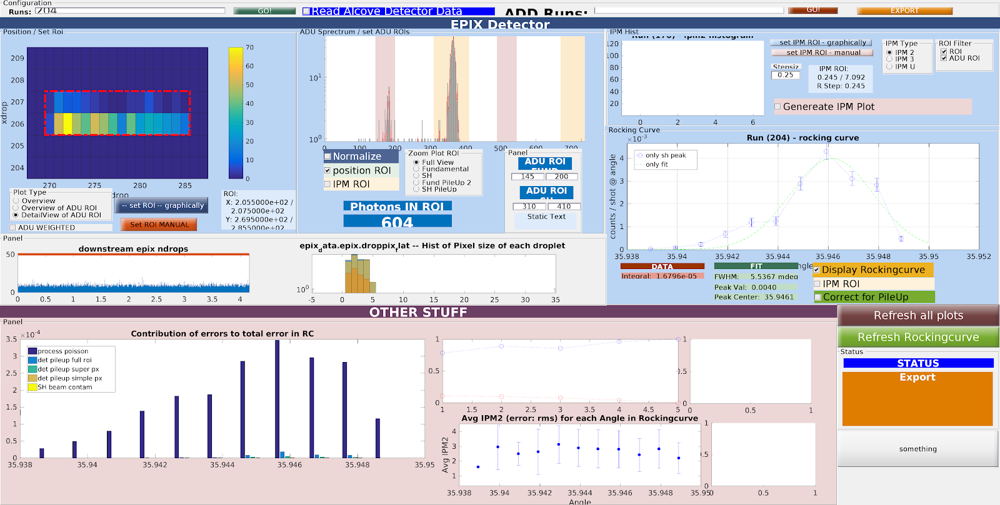 Configuration
Runs: 204 GO! Read Alcove Detector Data ADD Runs: GO! EXPORT
EPIX Detector
Position / Set Roi
209
208
207
206
205
204
270 275 280 285
xdrop
70
60
50
40
30
20
10
0
Plot Type
Overview
Overview of ADU ROI
DetailView of ADU ROI
ADU WEIGHTED
-- set ROI -- graphically
Set ROI MANUAL
ROI:
X: 2.055000e+02 /
2.075000e+02
Y: 2.695000e+02 /
2.855000e+02
ADU Spectrum / set ADU ROIs
10^1
10^0
0 100 200 300 400 500 600 700
Normalize
position ROI
IPM ROI
Zoom Plot ROI
Full View
Fundamental
SH
Fund PileUp 2
SH PileUp
Photons IN ROI
604
Panel
ADU ROI
FUND
145 200
ADU ROI
SH
310 410
Static Text
IPM Hist
Run (170) - ipm2 histogram
120
100
80
60
40
20
0 2 4 6
set IPM ROI - graphically
set IPM ROI - manual
Stepsiz
0.25
IPM ROI:
0.245 / 7.092
R Step: 0.245
IPM Type
IPM 2
IPM 3
IPM U
ROI Filter
ROI
ADU ROI
Genereate IPM Plot
Rocking Curve
Run (204) - rocking curve
×10^-3
counts / shot @ angle
4
3
2
1
0
only sh peak
only fit
35.938 35.94 35.942 35.944 35.946 35.948 35.95 35.952
DATA
Integral: 1.6796e-05
FIT
FWHM: 5.5367 mdeg
Peak Val: 0.0040
Peak Center: 35.9461
Display Rockingcurve
IPM ROI
Correct for PileUp
Panel
downstream epix ndrops
50
0
0 0.5 1 1.5 2 2.5 3 3.5 4
epix_data.epix.droppix_flat -- Hist of Pixel size of each droplet
10^0
-5 0 5 10 15 20 25 30 35
OTHER STUFF
Panel
Contribution of errors to total error in RC
×10^-4
3.5
3
2.5
2
1.5
1
0.5
0
process poisson
det pileup full roi
det pileup super px
det pileup simple px
SH beam contam
35.938 35.94 35.942 35.944 35.946 35.948 35.95
1
0.5
0
1 1.5 2 2.5 3 3.5 4 4.5 5
1
0.5
0
0 0.5 1
Avg IPM2 (error: rms) for each Angle in Rockingcurve
Avg IPM2
4
3
2
1
35.938 35.94 35.942 35.944 35.946 35.948 35.95
Angle
1
0.5
0
0 0.5 1
Refresh all plots
Refresh Rockingcurve
Status
STATUS
Export
something